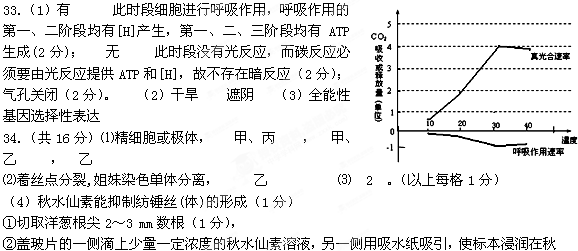 33.（1）有　　此时段细胞进行呼吸作用，呼吸作用的
第一、二阶段均有[H]产生，第一、二、三阶段均有 ATP
生成(2 分)；　无　此时段没有光反应，而碳反应必
须要由光反应提供 ATP 和[H]，故不存在暗反应（2 分)；
气孔关闭（2 分）。　（2）干旱　　遮阴　（3）全能性
基因选择性表达
34.（共 16 分）⑴精细胞或极体，　　甲、丙　，　甲、
乙　　，　乙
⑵着丝点分裂,姐妹染色单体分离，　　　乙　　　　⑶　2　。（以上每格 1 分）
（4）秋水仙素能抑制纺锤丝(体)的形成（1 分）
①切取洋葱根尖 2～3 mm 数根（1 分），
②盖玻片的一侧滴上少量一定浓度的秋水仙素溶液，另一侧用吸水纸吸引，使标本浸润在秋
CO₂
吸收或释放量(单位)
5
4
3
2
1
0
1
真光合速率
10 20 30 40
温度
呼吸作用速率